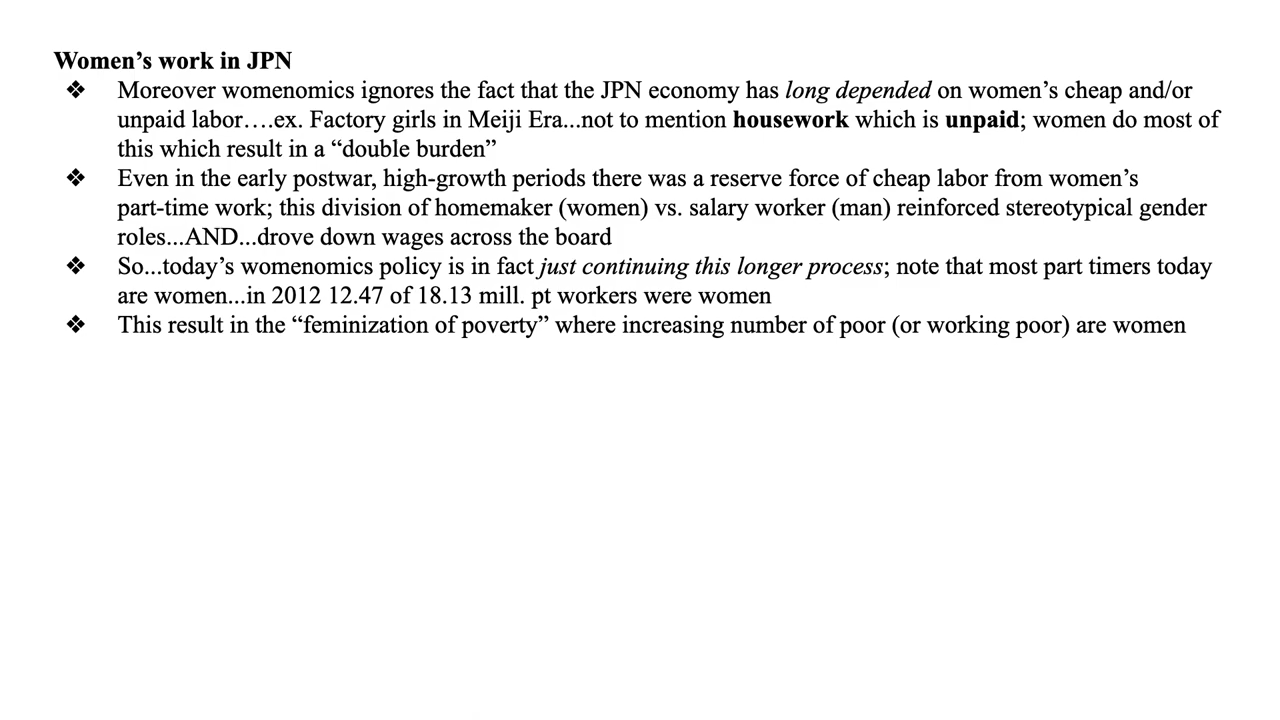 Women’s work in JPN
❖ Moreover womenomics ignores the fact that the JPN economy has long depended on women’s cheap and/or
unpaid labor….ex. Factory girls in Meiji Era...not to mention housework which is unpaid; women do most of
this which result in a “double burden”
❖ Even in the early postwar, high-growth periods there was a reserve force of cheap labor from women’s
part-time work; this division of homemaker (women) vs. salary worker (man) reinforced stereotypical gender
roles...AND...drove down wages across the board
❖ So...today’s womenomics policy is in fact just continuing this longer process; note that most part timers today
are women...in 2012 12.47 of 18.13 mill. pt workers were women
❖ This result in the “feminization of poverty” where increasing number of poor (or working poor) are women